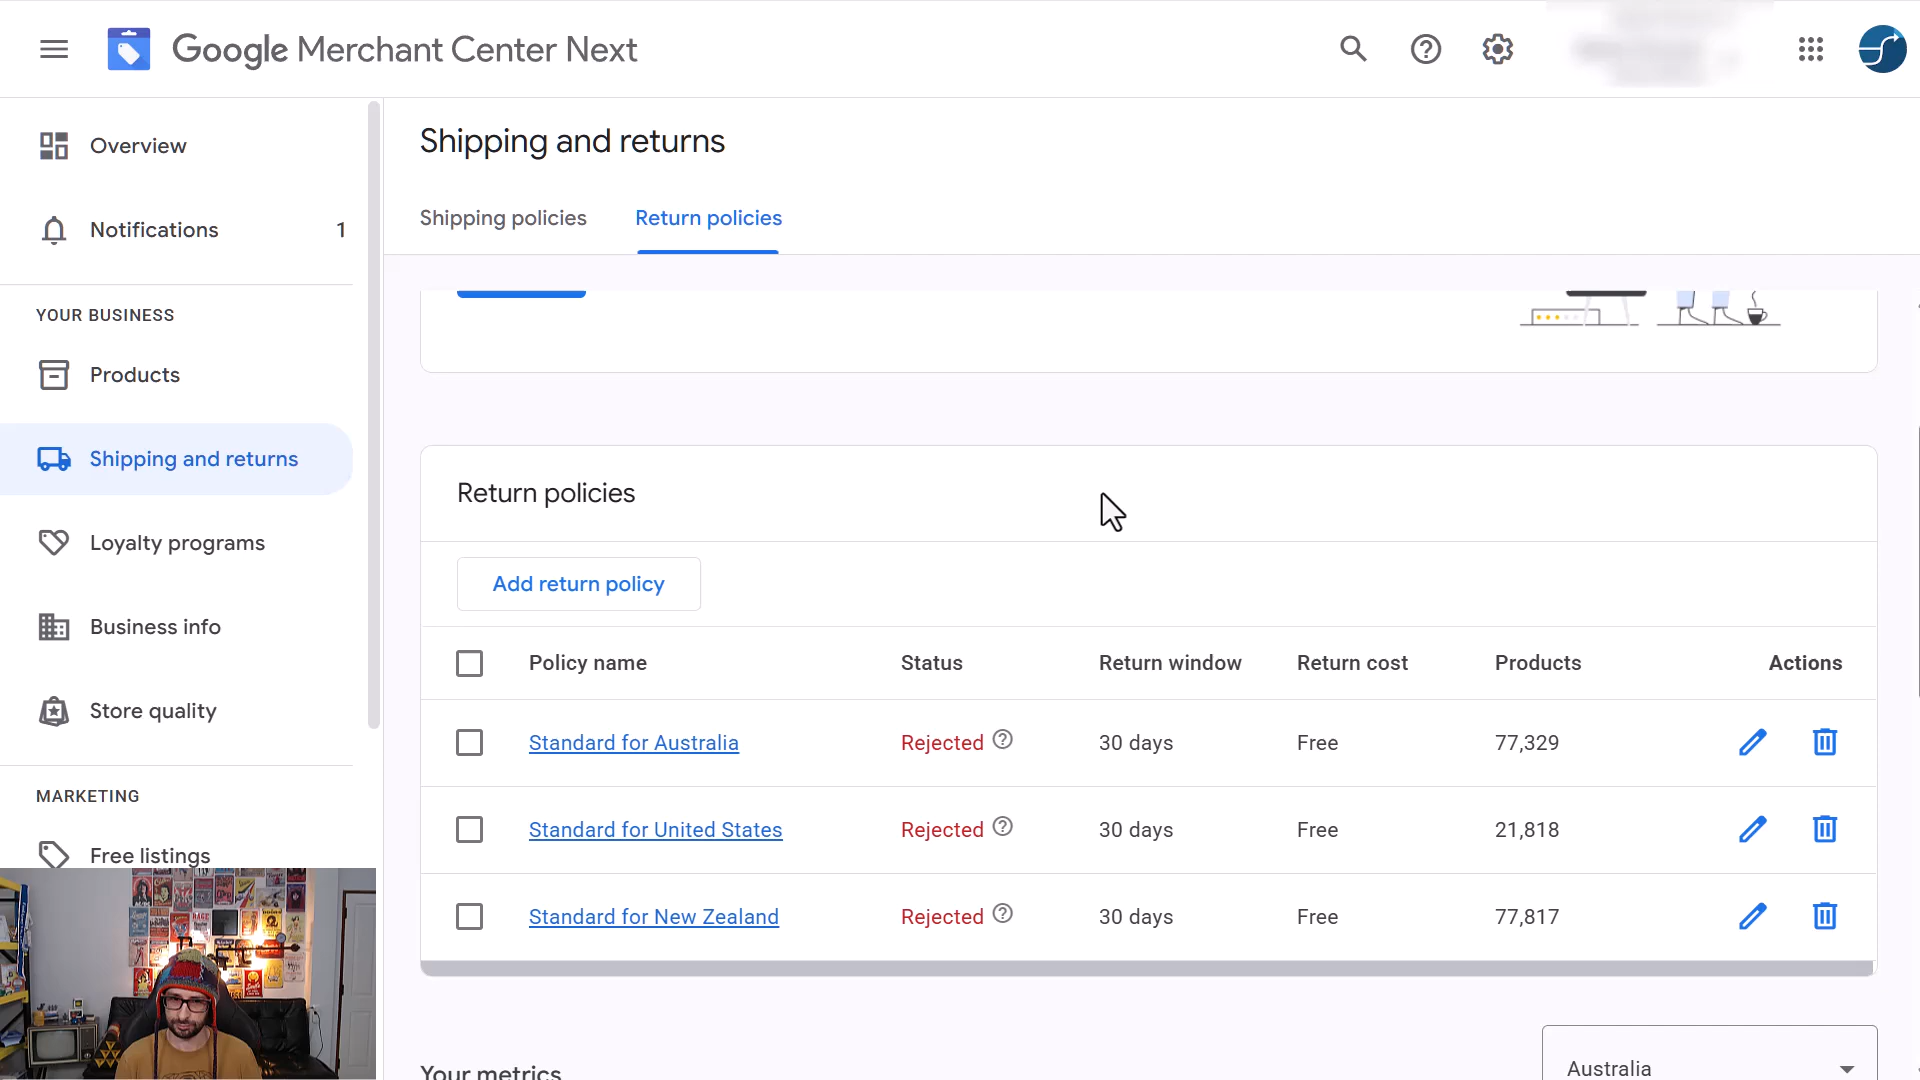 Google Merchant Center Next
Overview
Notifications 1
YOUR BUSINESS
Products
Shipping and returns
Loyalty programs
Business info
Store quality
MARKETING
Free listings
Shipping and returns
Shipping policies Return policies
Return policies
Add return policy
Policy name Status Return window Return cost Products Actions
Standard for Australia Rejected 30 days Free 77,329
Standard for United States Rejected 30 days Free 21,818
Standard for New Zealand Rejected 30 days Free 77,817
Your metrics
Australia